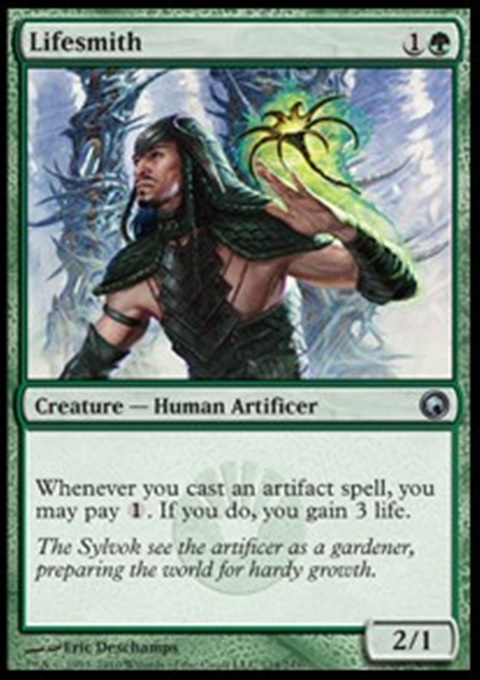 Lifesmith 1
Creature — Human Artificer
Whenever you cast an artifact spell, you
may pay 1. If you do, you gain 3 life.
The Sylvok see the artificer as a gardener,
preparing the world for hardy growth.
Eric Deschamps
2/1